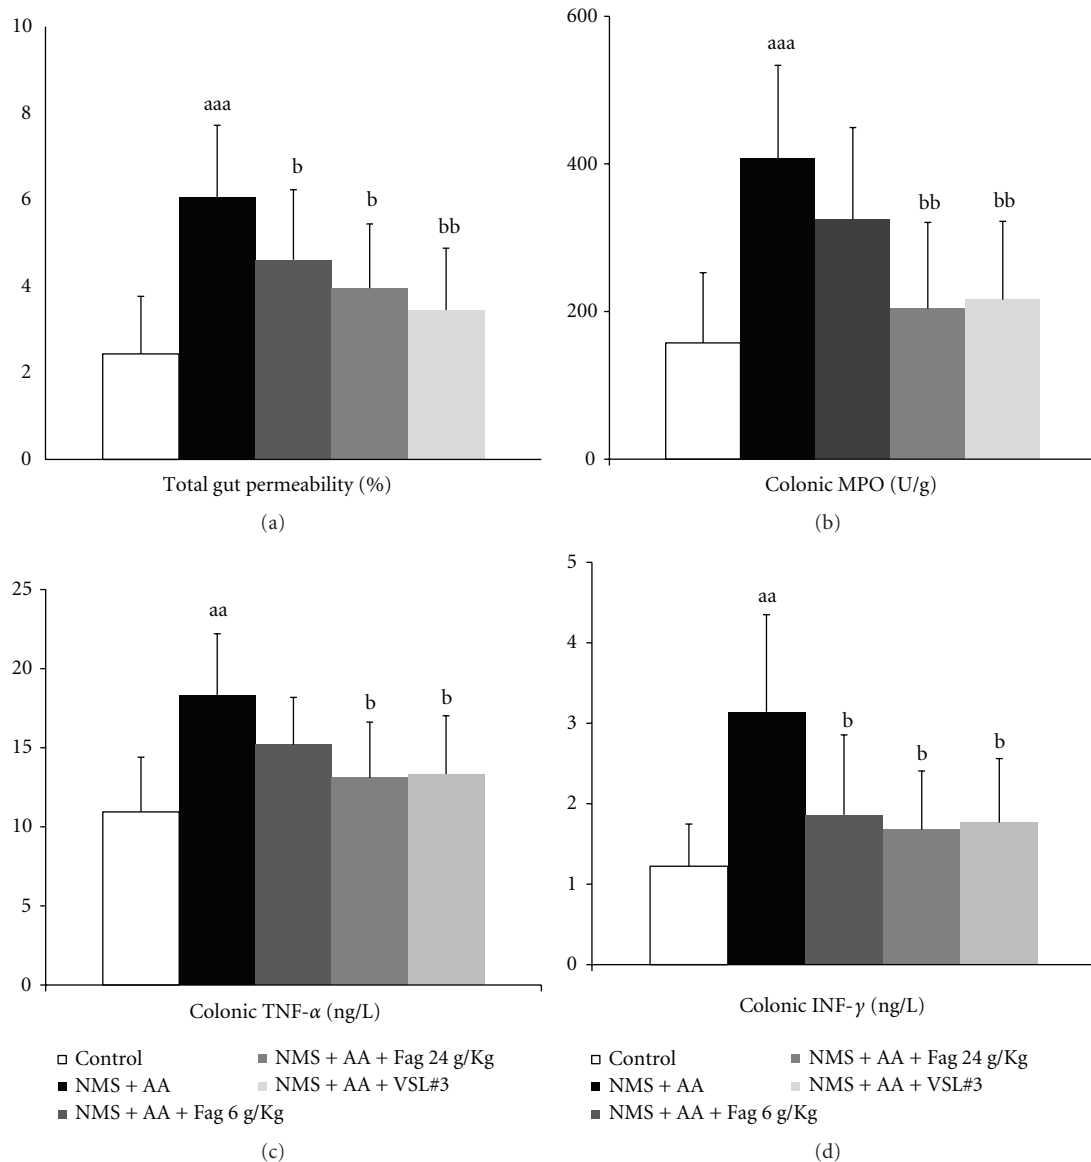 10
8
6
4
2
0
aaa
b
b
bb
Total gut permeability (%)
(a)
600
400
200
0
aaa
bb
bb
Colonic MPO (U/g)
(b)
25
20
15
10
5
0
aa
b
b
Colonic TNF-α (ng/L)
Control
NMS + AA
NMS + AA + Fag 6 g/Kg
NMS + AA + Fag 24 g/Kg
NMS + AA + VSL#3
(c)
5
4
3
2
1
0
aa
b
b
b
Colonic INF-γ (ng/L)
Control
NMS + AA
NMS + AA + Fag 6 g/Kg
NMS + AA + Fag 24 g/Kg
NMS + AA + VSL#3
(d)